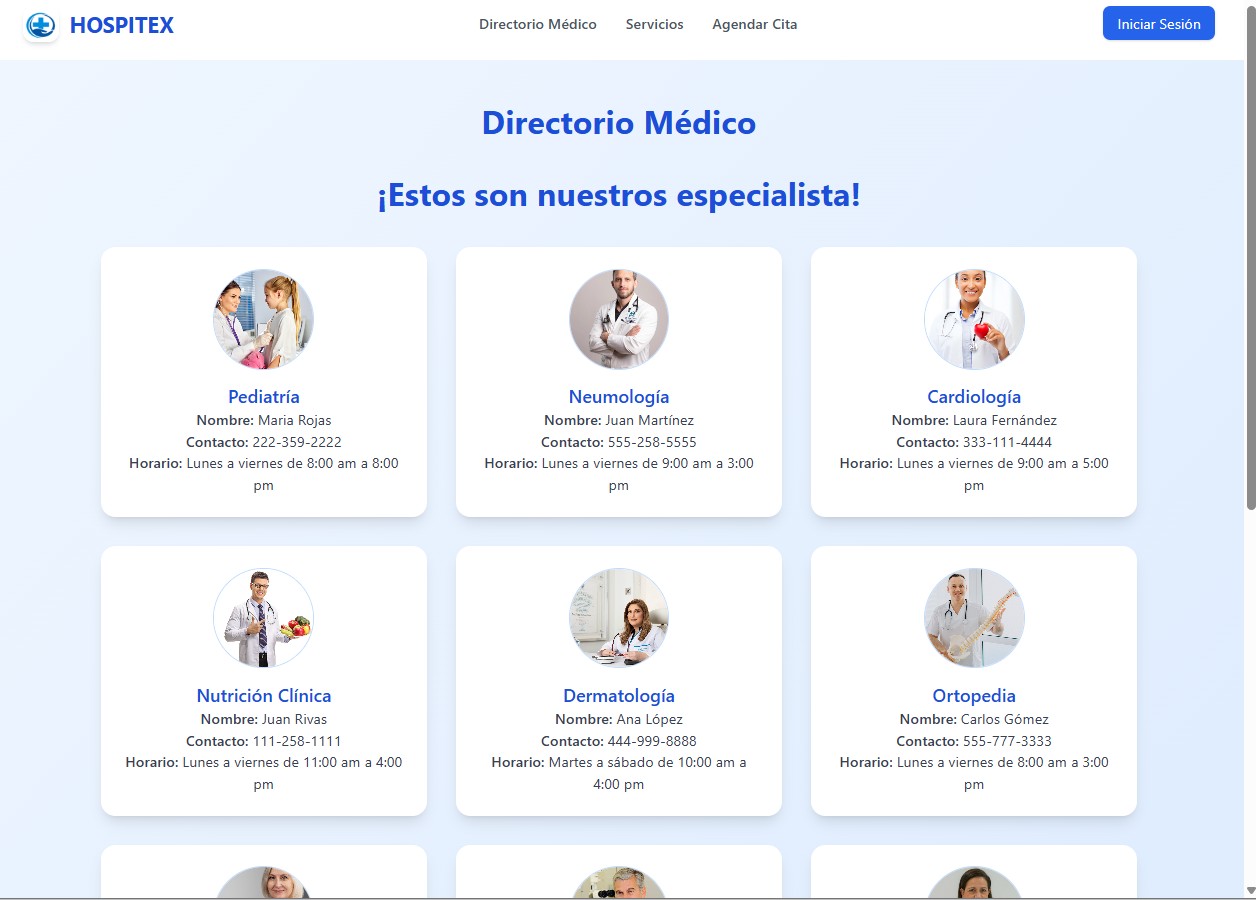 HOSPITEX
Directorio Médico
Servicios
Agendar Cita
Iniciar Sesión
Directorio Médico
¡Estos son nuestros especialista!
Pediatría
Nombre: Maria Rojas
Contacto: 222-359-2222
Horario: Lunes a viernes de 8:00 am a 8:00
pm
Neumología
Nombre: Juan Martínez
Contacto: 555-258-5555
Horario: Lunes a viernes de 9:00 am a 3:00
pm
Cardiología
Nombre: Laura Fernández
Contacto: 333-111-4444
Horario: Lunes a viernes de 9:00 am a 5:00
pm
Nutrición Clínica
Nombre: Juan Rivas
Contacto: 111-258-1111
Horario: Lunes a viernes de 11:00 am a 4:00
pm
Dermatología
Nombre: Ana López
Contacto: 444-999-8888
Horario: Martes a sábado de 10:00 am a
4:00 pm
Ortopedia
Nombre: Carlos Gómez
Contacto: 555-777-3333
Horario: Lunes a viernes de 8:00 am a 3:00
pm